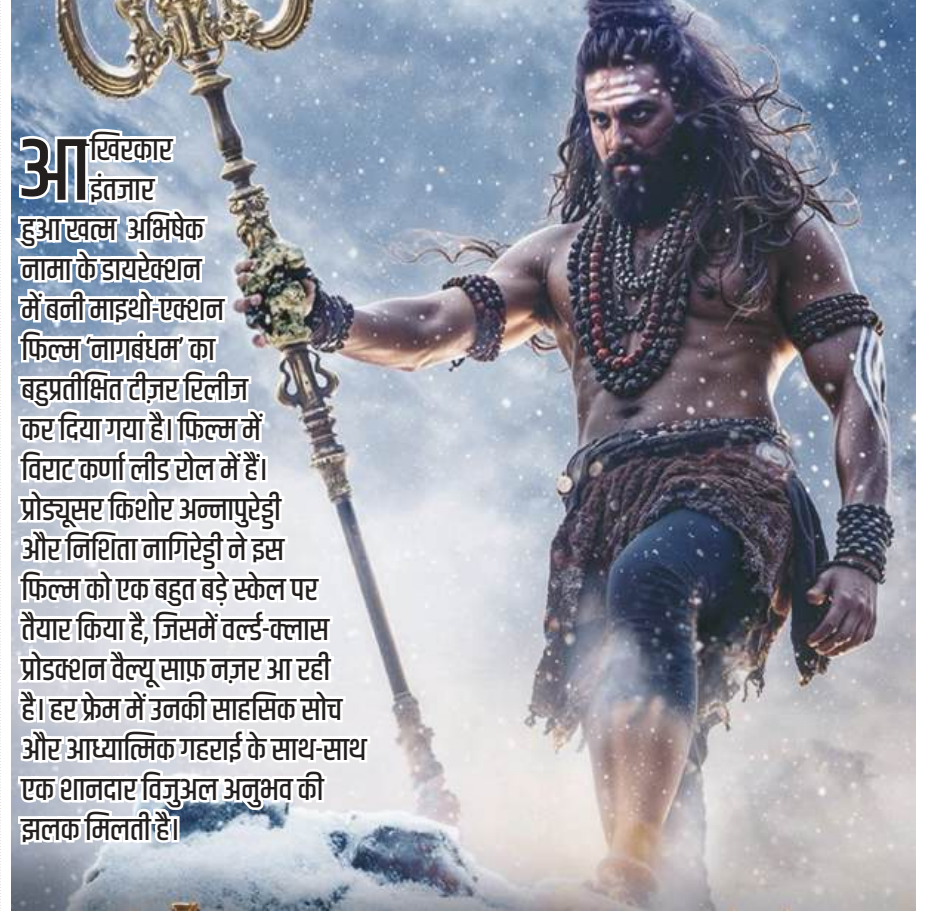 आखिरकार
इंतजार
हुआ खत्म अभिषेक
नामा के डायरेक्शन
में बनी माइथो-एक्शन
फिल्म ‘नागबंधम’ का
बहुप्रतीक्षित टीज़र रिलीज
कर दिया गया है। फिल्म में
विराट कर्णा लीड रोल में हैं।
प्रोड्यूसर किशोर अन्नापुरेड्डी
और निशिता नागिरेड्डी ने इस
फिल्म को एक बहुत बड़े स्केल पर
तैयार किया है, जिसमें वर्ल्ड-क्लास
प्रोडक्शन वैल्यू साफ़ नज़र आ रही
है। हर फ्रेम में उनकी साहसिक सोच
और आध्यात्मिक गहराई के साथ-साथ
एक शानदार विजुअल अनुभव की
झलक मिलती है।